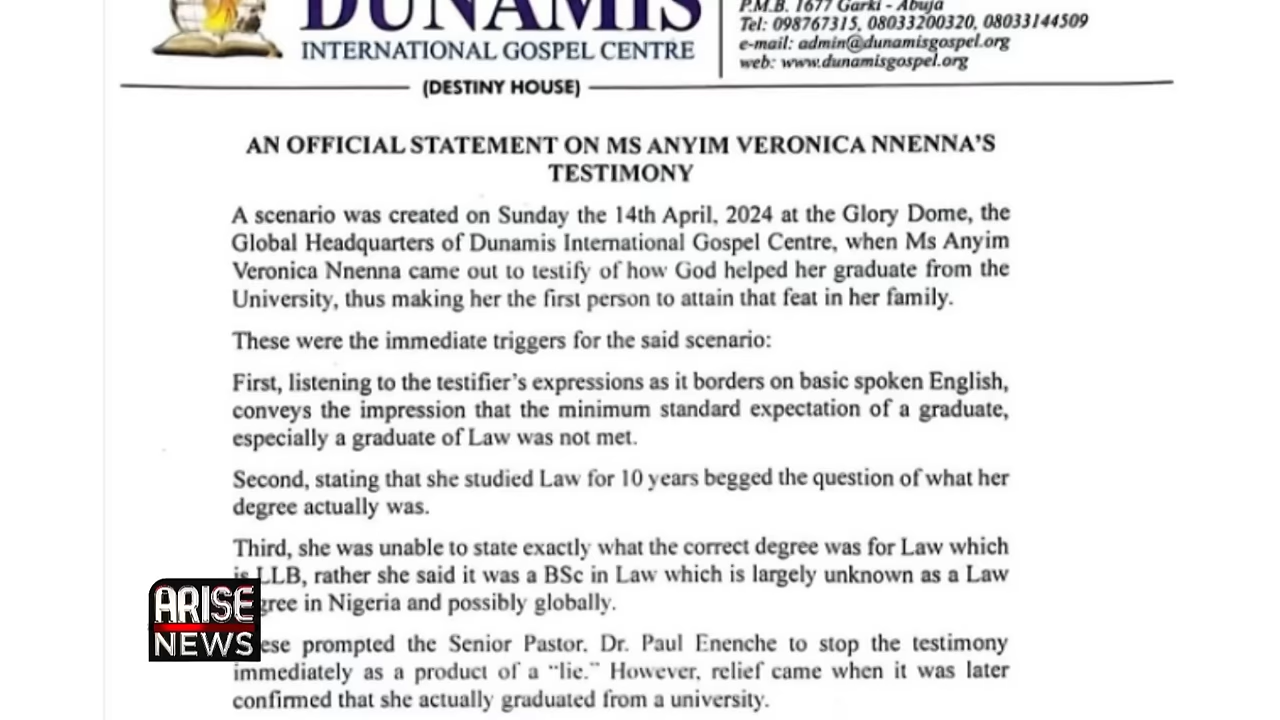 DUNAMIS
INTERNATIONAL GOSPEL CENTRE
(DESTINY HOUSE)
P.M.B. 1677 Garki - Abuja
Tel: 098767315, 08033200320, 08033144509
e-mail: admin@dunamisgospel.org
web: www.dunamisgospel.org
AN OFFICIAL STATEMENT ON MS ANYIM VERONICA NNENNA'S
TESTIMONY
A scenario was created on Sunday the 14th April, 2024 at the Glory Dome, the
Global Headquarters of Dunamis International Gospel Centre, when Ms Anyim
Veronica Nnenna came out to testify of how God helped her graduate from the
University, thus making her the first person to attain that feat in her family.
These were the immediate triggers for the said scenario:
First, listening to the testifier's expressions as it borders on basic spoken English,
conveys the impression that the minimum standard expectation of a graduate,
especially a graduate of Law was not met.
Second, stating that she studied Law for 10 years begged the question of what her
degree actually was.
Third, she was unable to state exactly what the correct degree was for Law which
is LLB, rather she said it was a BSc in Law which is largely unknown as a Law
gree in Nigeria and possibly globally.
ese prompted the Senior Pastor, Dr. Paul Enenche to stop the testimony
immediately as a product of a "lie." However, relief came when it was later
confirmed that she actually graduated from a university.
ARISE
NEWS